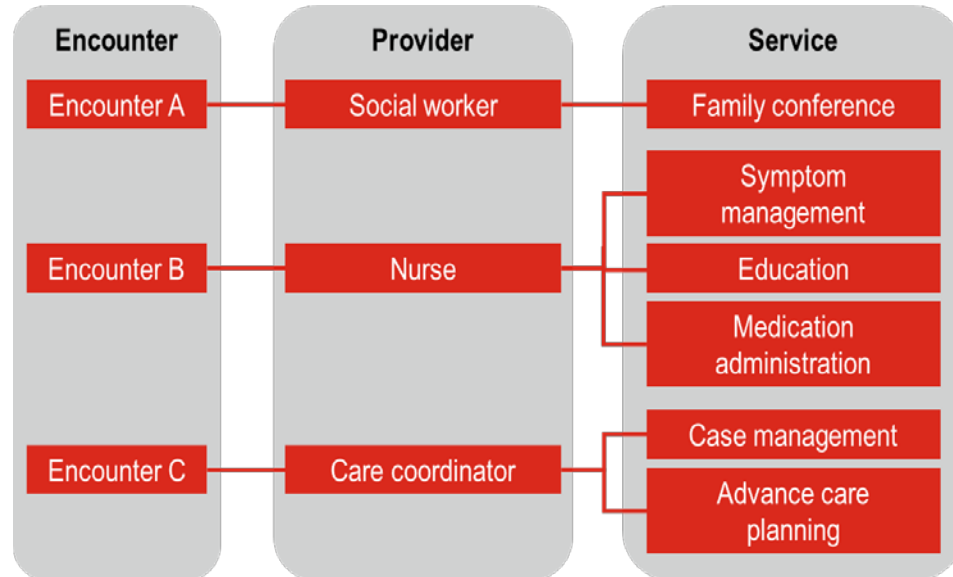 Encounter
Provider
Service
Encounter A
Social worker
Family conference
Symptom
management
Encounter B
Nurse
Education
Medication
administration
Encounter C
Care coordinator
Case management
Advance care
planning